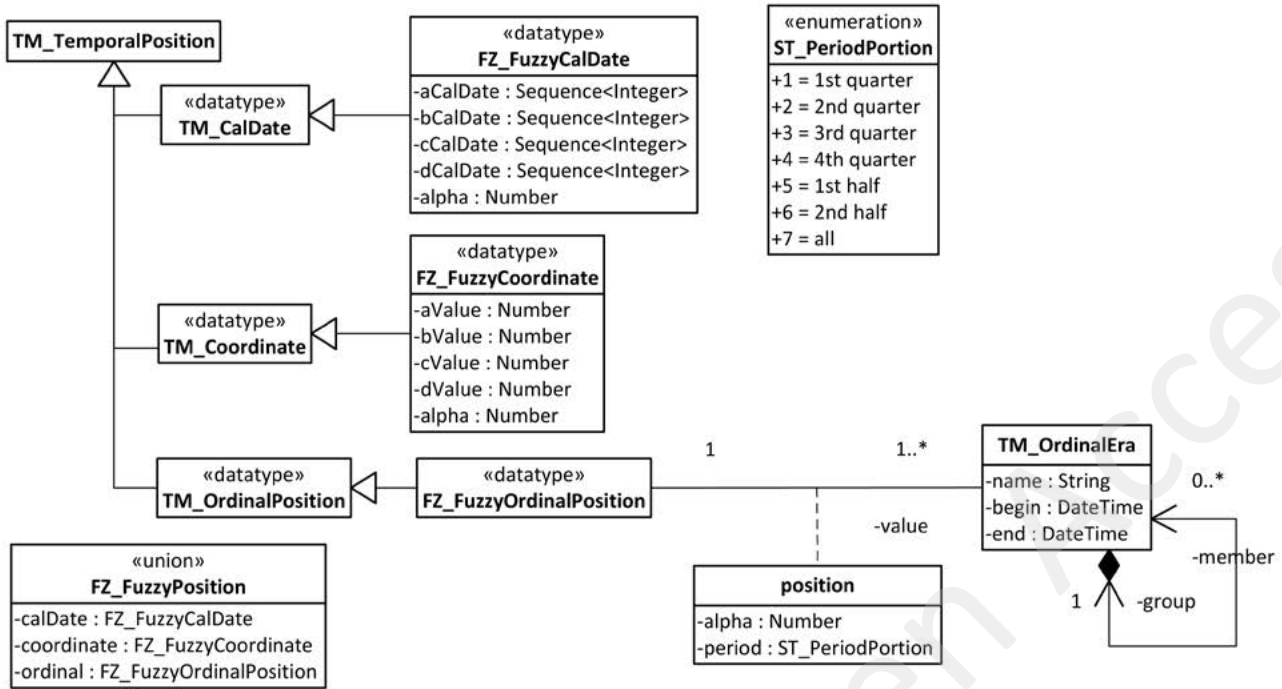 TM_TemporalPosition
«datatype»
TM_CalDate
«datatype»
FZ_FuzzyCalDate
-aCalDate : Sequence<Integer>
-bCalDate : Sequence<Integer>
-cCalDate : Sequence<Integer>
-dCalDate : Sequence<Integer>
-alpha : Number
«enumeration»
ST_PeriodPortion
+1 = 1st quarter
+2 = 2nd quarter
+3 = 3rd quarter
+4 = 4th quarter
+5 = 1st half
+6 = 2nd half
+7 = all
«datatype»
TM_Coordinate
«datatype»
FZ_FuzzyCoordinate
-aValue : Number
-bValue : Number
-cValue : Number
-dValue : Number
-alpha : Number
«datatype»
TM_OrdinalPosition
«datatype»
FZ_FuzzyOrdinalPosition
1
1..*
-value
TM_OrdinalEra
-name : String
-begin : DateTime
-end : DateTime
0..*
-member
1
-group
«union»
FZ_FuzzyPosition
-calDate : FZ_FuzzyCalDate
-coordinate : FZ_FuzzyCoordinate
-ordinal : FZ_FuzzyOrdinalPosition
position
-alpha : Number
-period : ST_PeriodPortion
en Acces